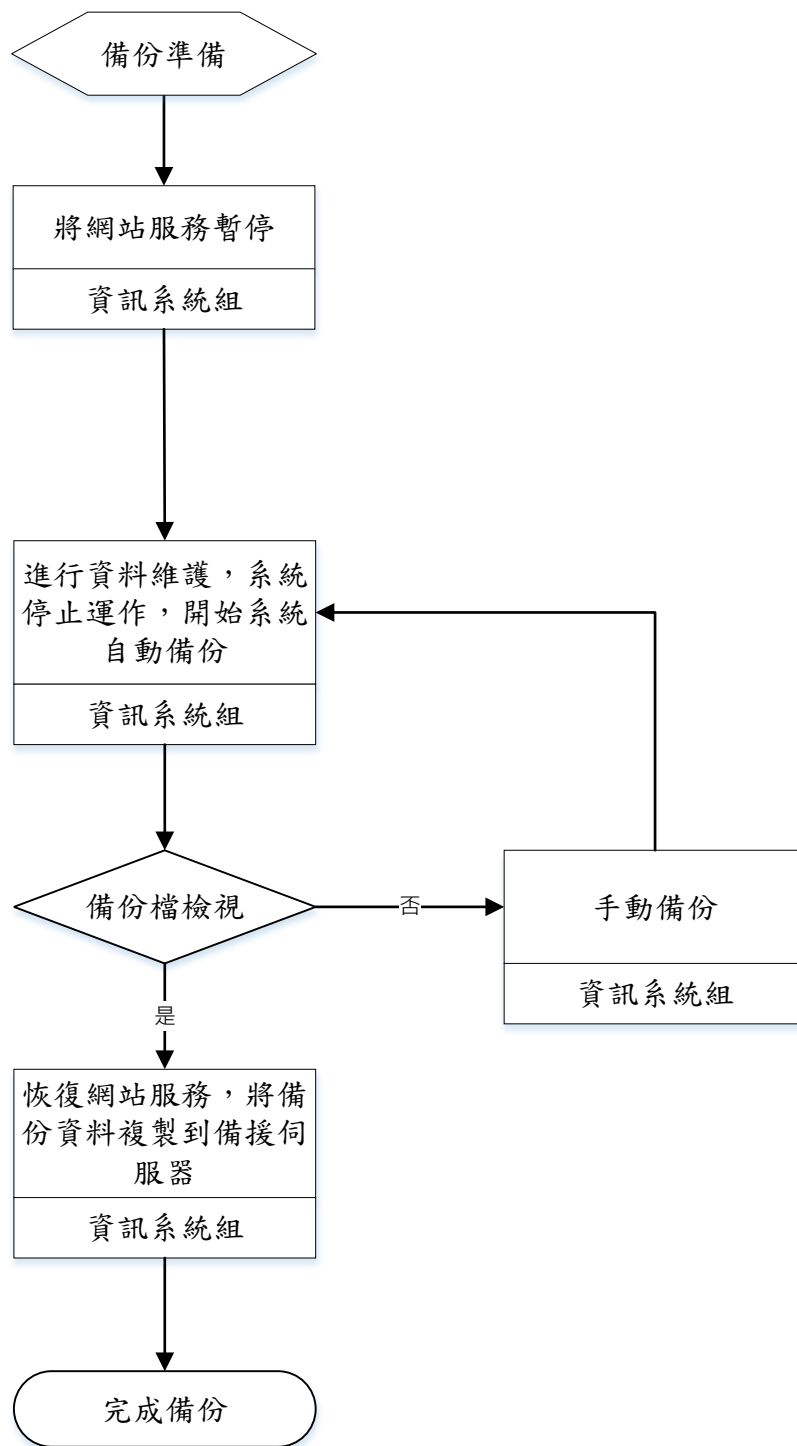 備份準備
將網站服務暫停
資訊系統組
進行資料維護，系統
停止運作，開始系統
自動備份
資訊系統組
備份檔檢視
否
手動備份
資訊系統組
是
恢復網站服務，將備
份資料複製到備援伺
服器
資訊系統組
完成備份